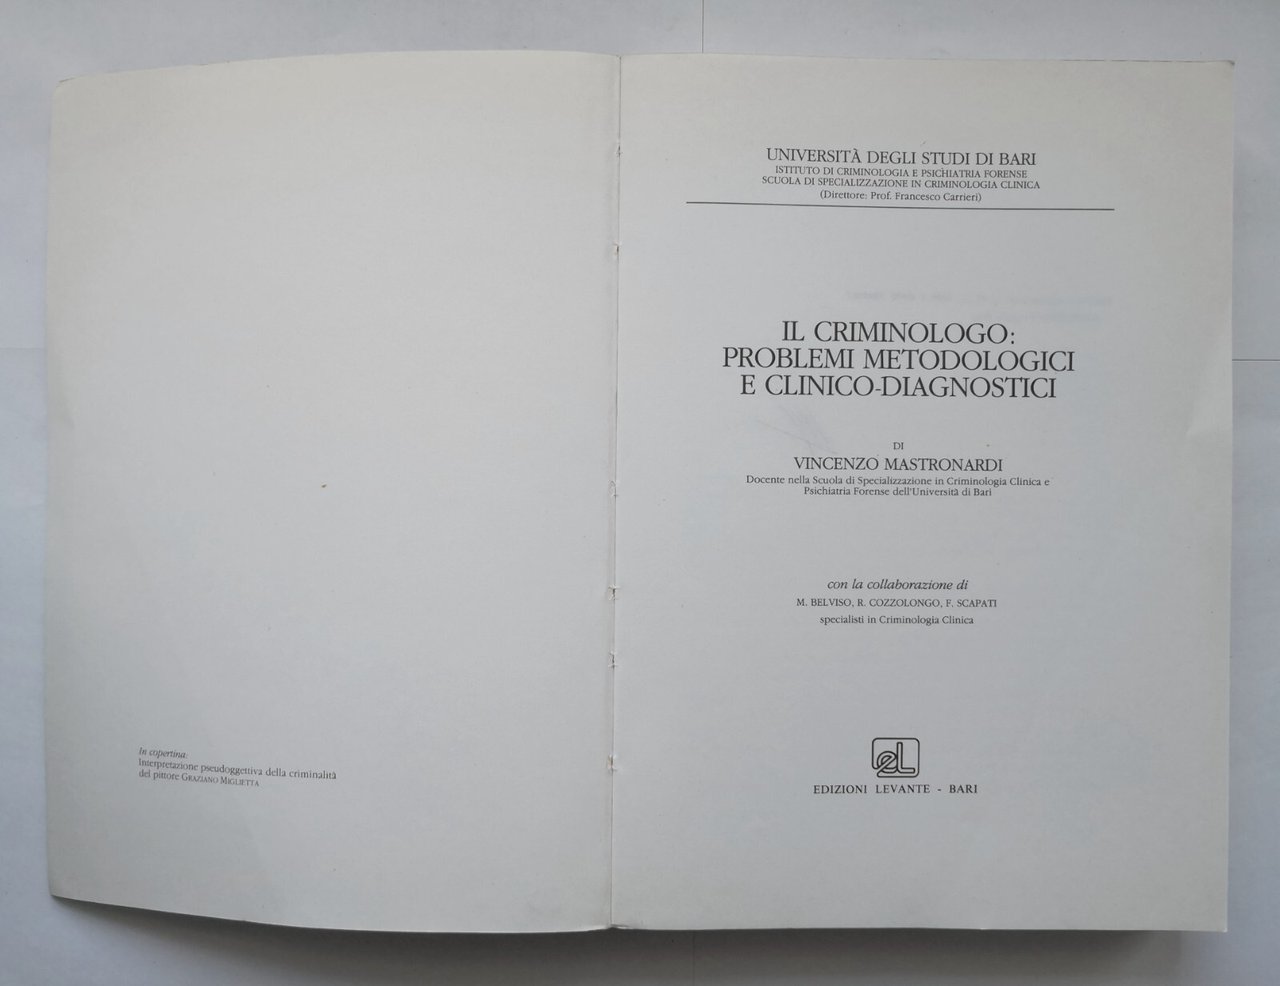 In copertina:
Interpretazione pseudoggettiva della criminalità
del pittore GRAZIANO MIGLIETTA
UNIVERSITÀ DEGLI STUDI DI BARI
ISTITUTO DI CRIMINOLOGIA E PSICHIATRIA FORENSE
SCUOLA DI SPECIALIZZAZIONE IN CRIMINOLOGIA CLINICA
(Direttore: Prof. Francesco Carrieri)
IL CRIMINOLOGO:
PROBLEMI METODOLOGICI
E CLINICO-DIAGNOSTICI
DI
VINCENZO MASTRONARDI
Docente nella Scuola di Specializzazione in Criminologia Clinica e
Psichiatria Forense dell'Università di Bari
con la collaborazione di
M. BELVISO, R. COZZOLONGO, F. SCAPATI
specialisti in Criminologia Clinica
eL
EDIZIONI LEVANTE - BARI